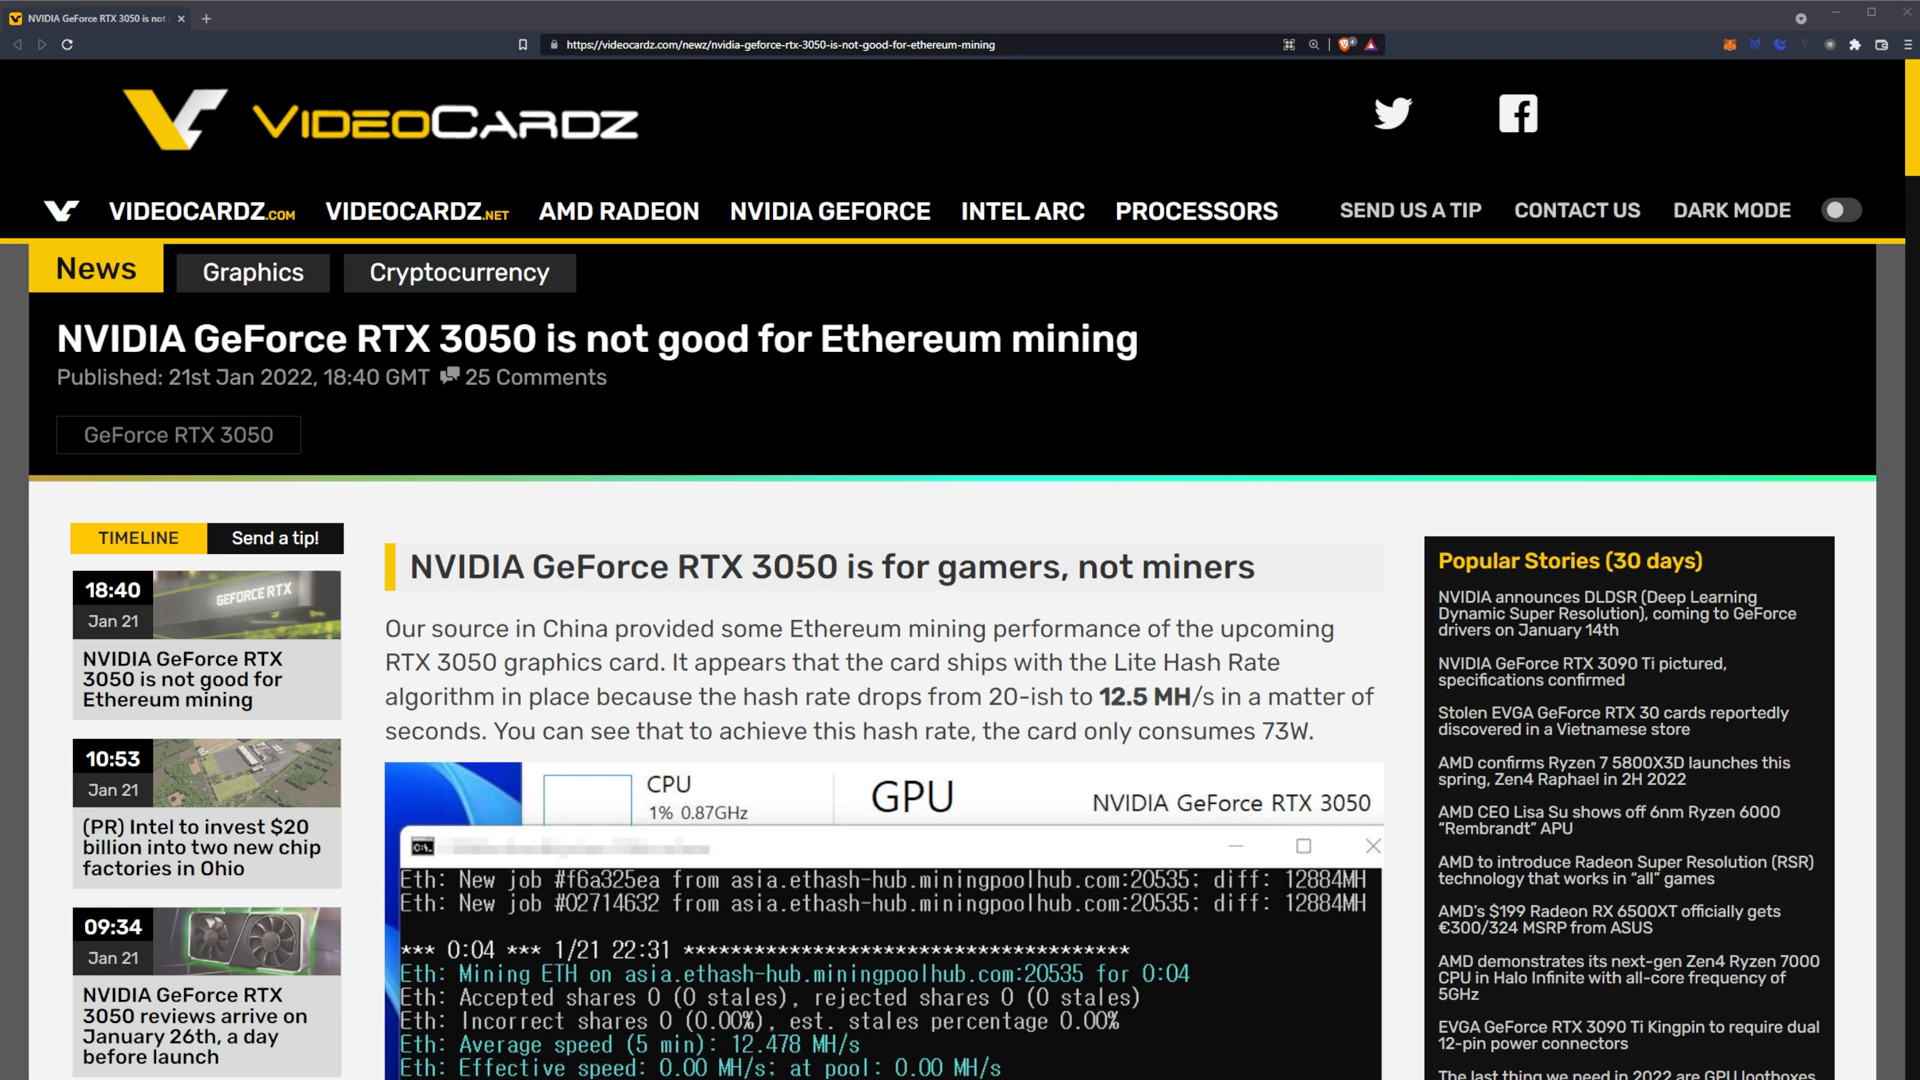 NVIDIA GeForce RTX 3050 is not
https://videocardz.com/newz/nvidia-geforce-rtx-3050-is-not-good-for-ethereum-mining
VIDEOCARDZ
VIDEOCARDZ.COM VIDEOCARDZ.NET AMD RADEON NVIDIA GEFORCE INTEL ARC PROCESSORS SEND US A TIP CONTACT US DARK MODE
News Graphics Cryptocurrency
NVIDIA GeForce RTX 3050 is not good for Ethereum mining
Published: 21st Jan 2022, 18:40 GMT 25 Comments
GeForce RTX 3050
TIMELINE Send a tip!
18:40
Jan 21
GEFORCE RTX
NVIDIA GeForce RTX
3050 is not good for
Ethereum mining
10:53
Jan 21
(PR) Intel to invest $20
billion into two new chip
factories in Ohio
09:34
Jan 21
NVIDIA GeForce RTX
3050 reviews arrive on
January 26th, a day
before launch
NVIDIA GeForce RTX 3050 is for gamers, not miners
Our source in China provided some Ethereum mining performance of the upcoming
RTX 3050 graphics card. It appears that the card ships with the Lite Hash Rate
algorithm in place because the hash rate drops from 20-ish to 12.5 MH/s in a matter of
seconds. You can see that to achieve this hash rate, the card only consumes 73W.
CPU
1% 0.87GHz
GPU
NVIDIA GeForce RTX 3050
Eth: New job #f6a325ea from asia.ethash-hub.miningpoolhub.com:20535; diff: 12884MH
Eth: New job #02714632 from asia.ethash-hub.miningpoolhub.com:20535; diff: 12884MH
*** 0:04 *** 1/21 22:31 **************************************
Eth: Mining ETH on asia.ethash-hub.miningpoolhub.com:20535 for 0:04
Eth: Accepted shares 0 (0 stales), rejected shares 0 (0 stales)
Eth: Incorrect shares 0 (0.00%), est. stales percentage 0.00%
Eth: Average speed (5 min): 12.478 MH/s
Eth: Effective speed: 0.00 MH/s; at pool: 0.00 MH/s
Popular Stories (30 days)
NVIDIA announces DLDSR (Deep Learning
Dynamic Super Resolution), coming to GeForce
drivers on January 14th
NVIDIA GeForce RTX 3090 Ti pictured,
specifications confirmed
Stolen EVGA GeForce RTX 30 cards reportedly
discovered in a Vietnamese store
AMD confirms Ryzen 7 5800X3D launches this
spring, Zen4 Raphael in 2H 2022
AMD CEO Lisa Su shows off 6nm Ryzen 6000
“Rembrandt” APU
AMD to introduce Radeon Super Resolution (RSR)
technology that works in “all” games
AMD’s $199 Radeon RX 6500XT officially gets
€300/324 MSRP from ASUS
AMD demonstrates its next-gen Zen4 Ryzen 7000
CPU in Halo Infinite with all-core frequency of
5GHz
EVGA GeForce RTX 3090 Ti Kingpin to require dual
12-pin power connectors
The last thing we need in 2022 are GPU lootboxes